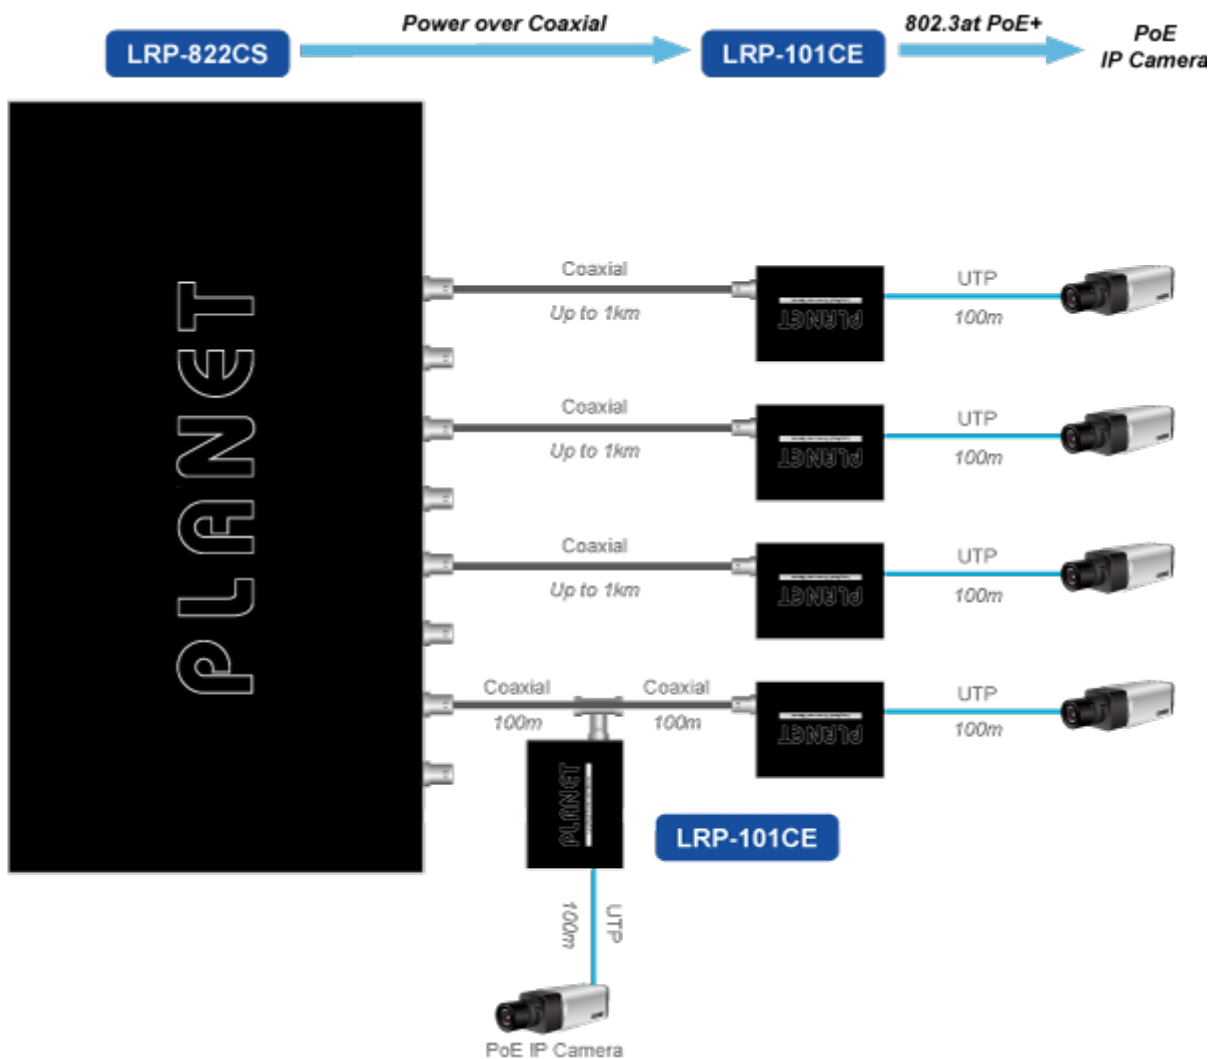 Power over Coaxial
802.3at PoE+
LRP-822CS
LRP-101CE
PoE
IP Camera
PLANET
Coaxial
Up to 1km
PLANET
UTP
100m
Coaxial
Up to 1km
PLANET
UTP
100m
Coaxial
Up to 1km
PLANET
UTP
100m
Coaxial
100m
Coaxial
100m
PLANET
UTP
100m
PLANET
LRP-101CE
UTP
100m
PoE IP Camera